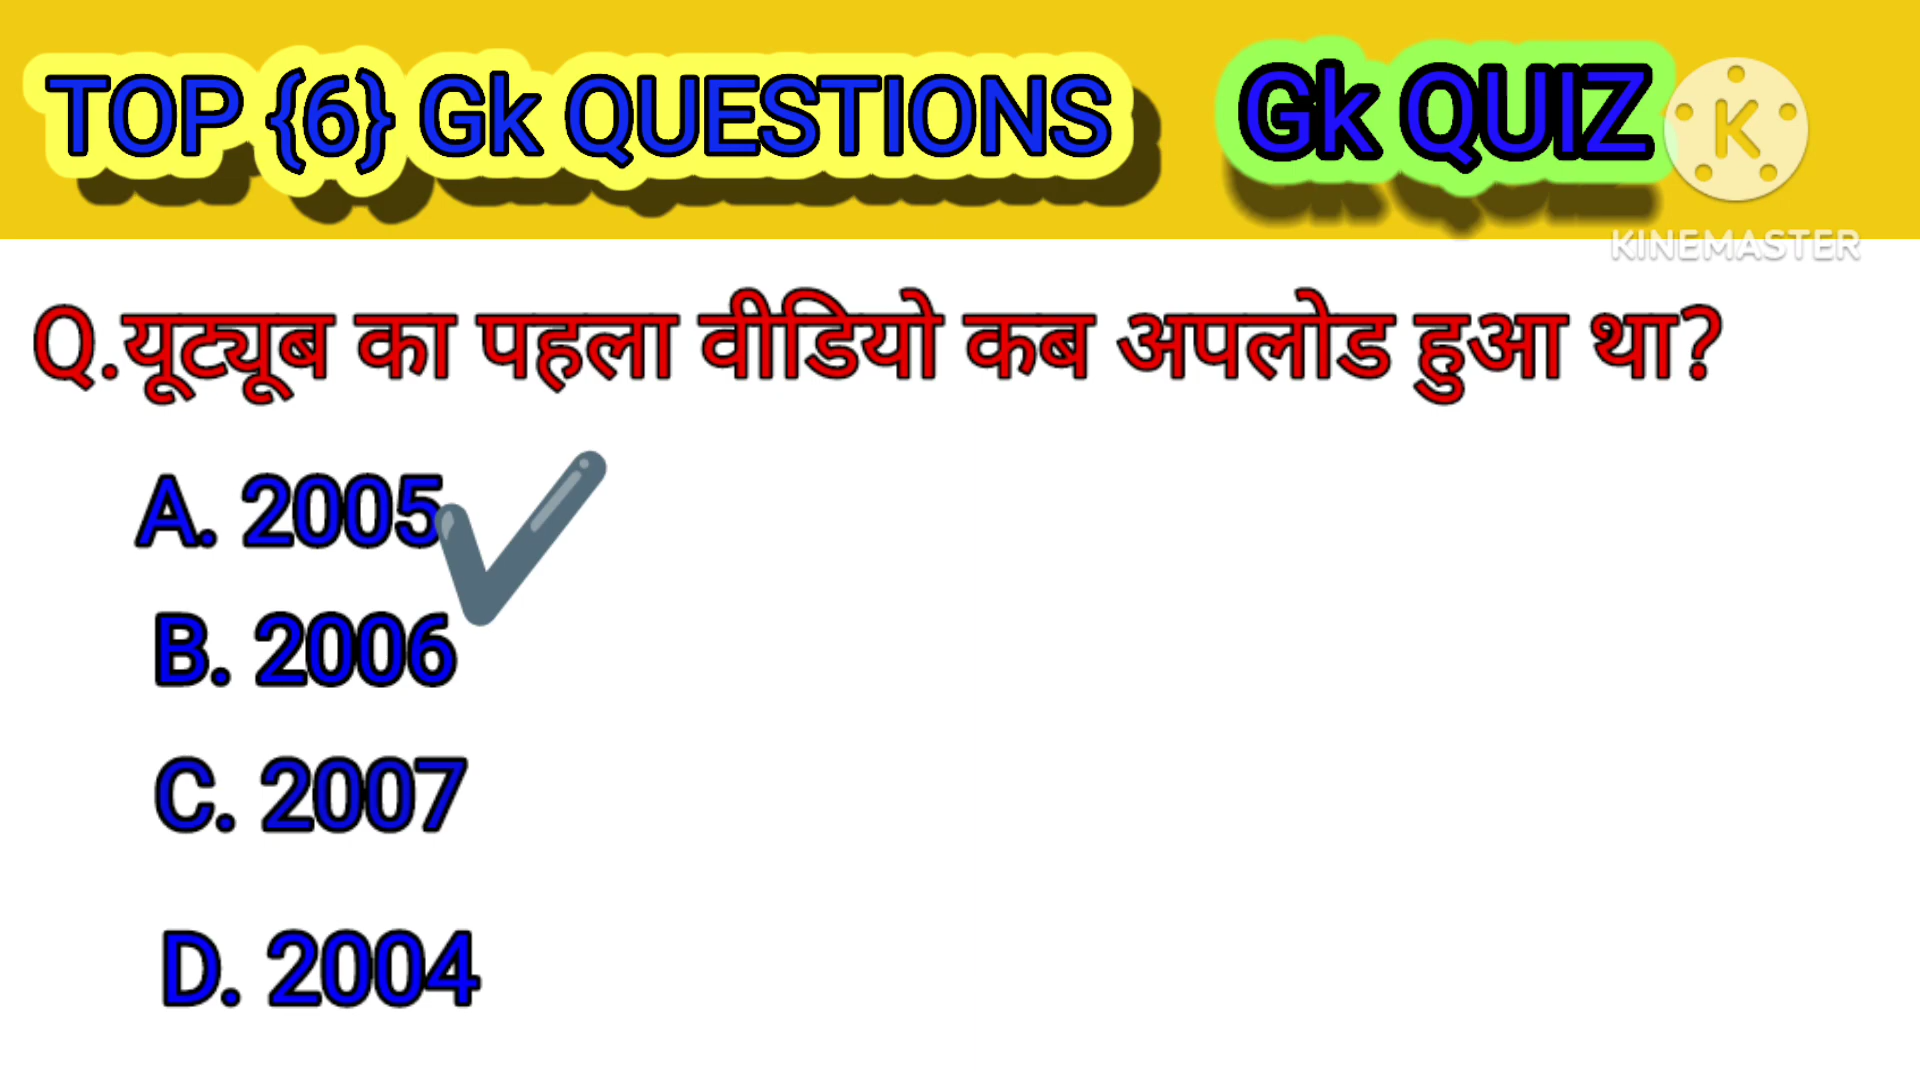 TOP {6} Gk QUESTIONS Gk QUIZ
K
KINEMASTER
Q.यूट्यूब का पहला वीडियो कब अपलोड हुआ था?
A. 2005
B. 2006
C. 2007
D. 2004